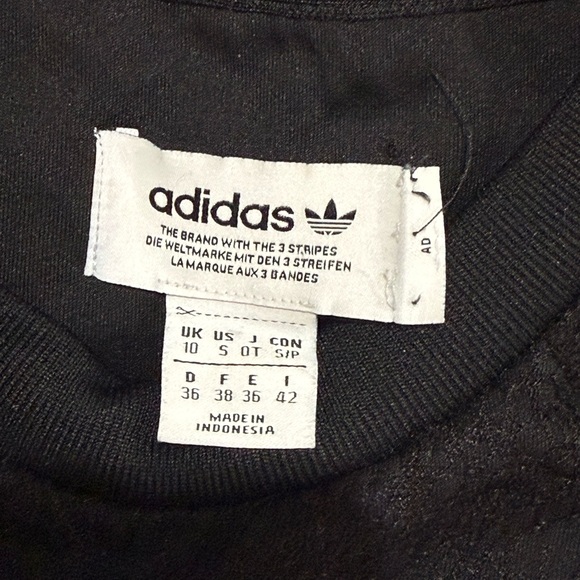 adidas
THE BRAND WITH THE 3 STRIPES
DIE WELTMARKE MIT DEN 3 STREIFEN
LA MARQUE AUX 3 BANDES
AD
UK US J CDN
10 S OT S/P
D F E I
36 38 36 42
MADE IN
INDONESIA